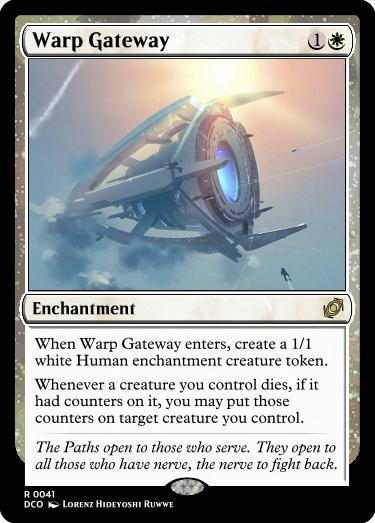 Warp Gateway 1
Enchantment
When Warp Gateway enters, create a 1/1
white Human enchantment creature token.
Whenever a creature you control dies, if it
had counters on it, you may put those
counters on target creature you control.
The Paths open to those who serve. They open to
all those who have nerve, the nerve to fight back.
R 0041
DCO Lorenz Hideyoshi Ruwwe